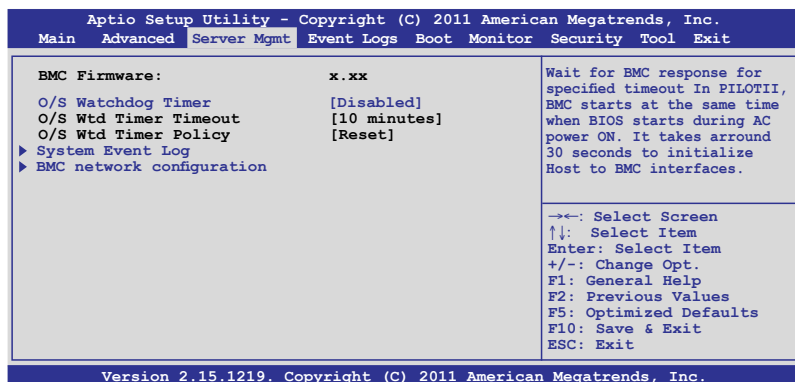 Aptio Setup Utility - Copyright (C) 2011 American Megatrends, Inc.
Main Advanced Server Mgmt Event Logs Boot Monitor Security Tool Exit
BMC Firmware: x.xx
O/S Watchdog Timer [Disabled]
O/S Wtd Timer Timeout [10 minutes]
O/S Wtd Timer Policy [Reset]
System Event Log
BMC network configuration
Wait for BMC response for
specified timeout In PILOTII,
BMC starts at the same time
when BIOS starts during AC
power ON. It takes arround
30 seconds to initialize
Host to BMC interfaces.
→←: Select Screen
↑↓: Select Item
Enter: Select Item
+/-: Change Opt.
F1: General Help
F2: Previous Values
F5: Optimized Defaults
F10: Save & Exit
ESC: Exit
Version 2.15.1219. Copyright (C) 2011 American Megatrends, Inc.